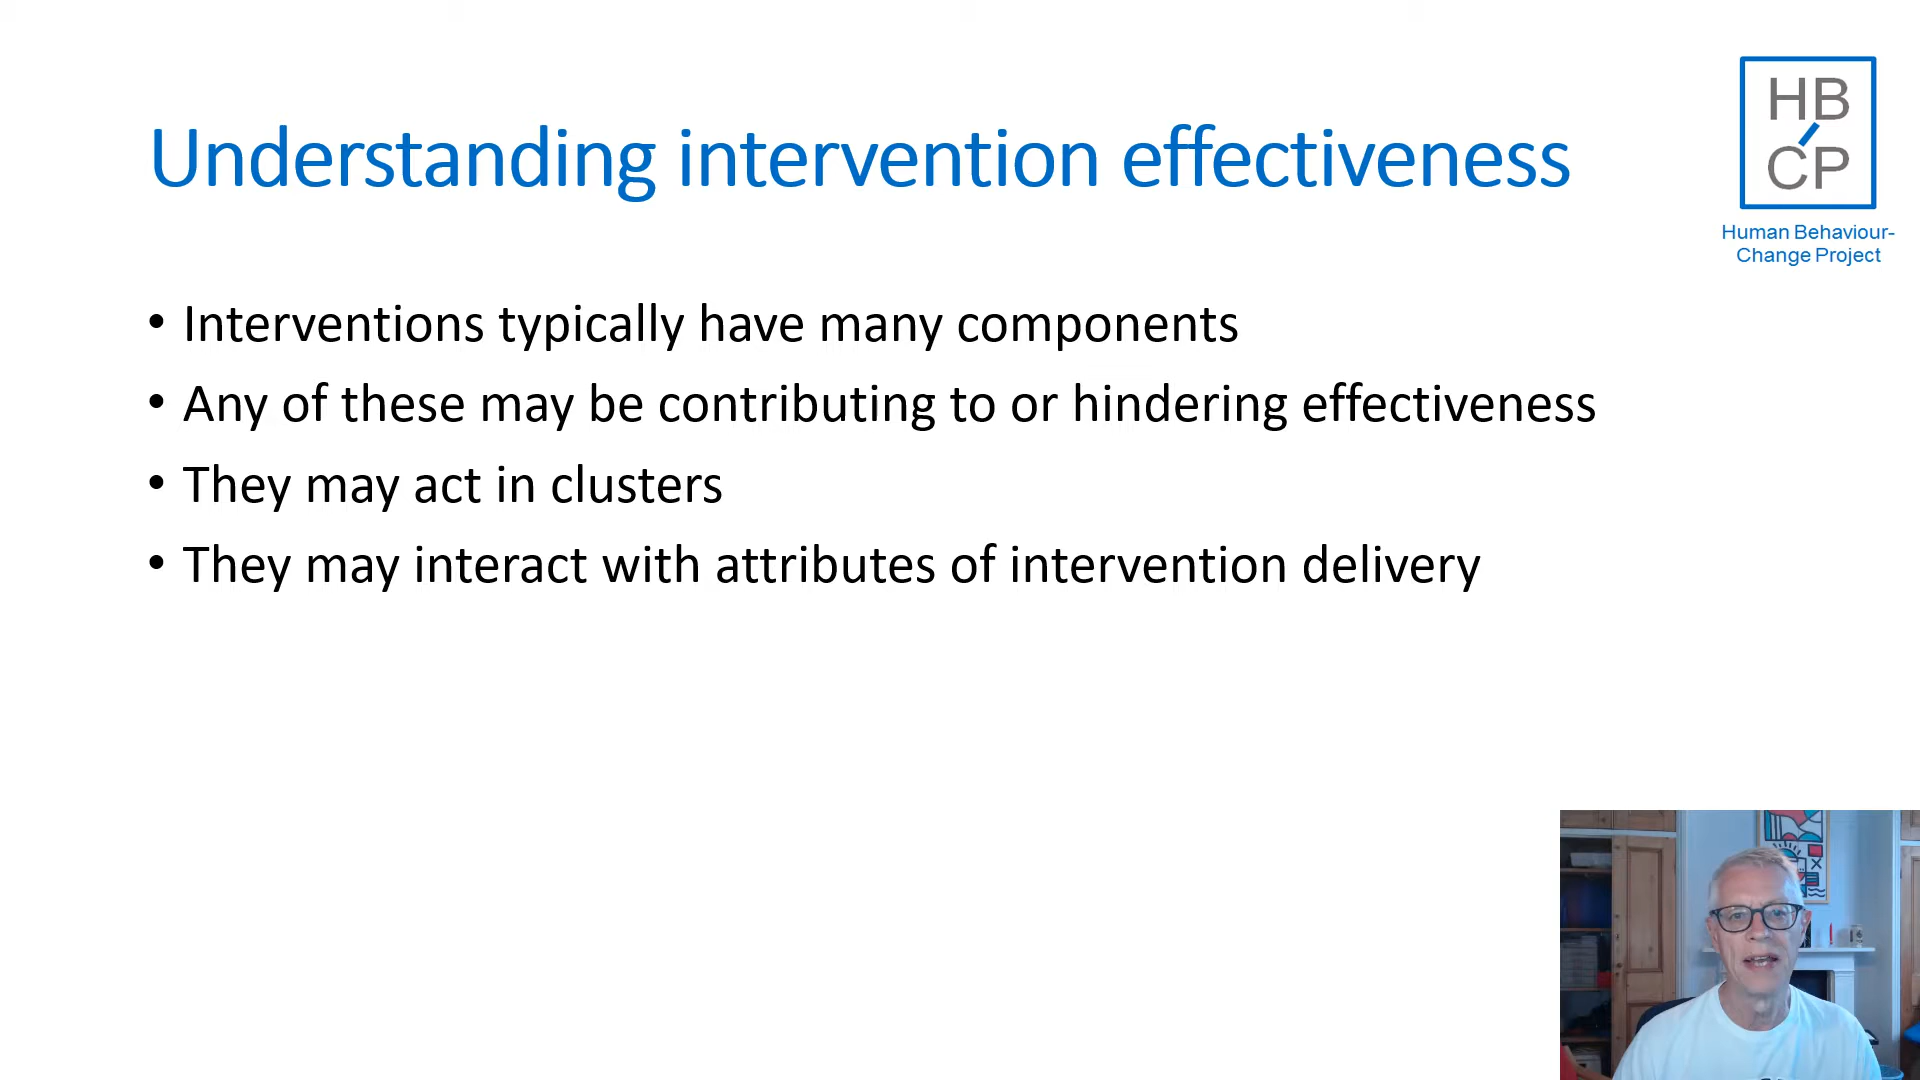 Understanding intervention effectiveness
HB
CP
Human Behaviour-
Change Project
• Interventions typically have many components
• Any of these may be contributing to or hindering effectiveness
• They may act in clusters
• They may interact with attributes of intervention delivery